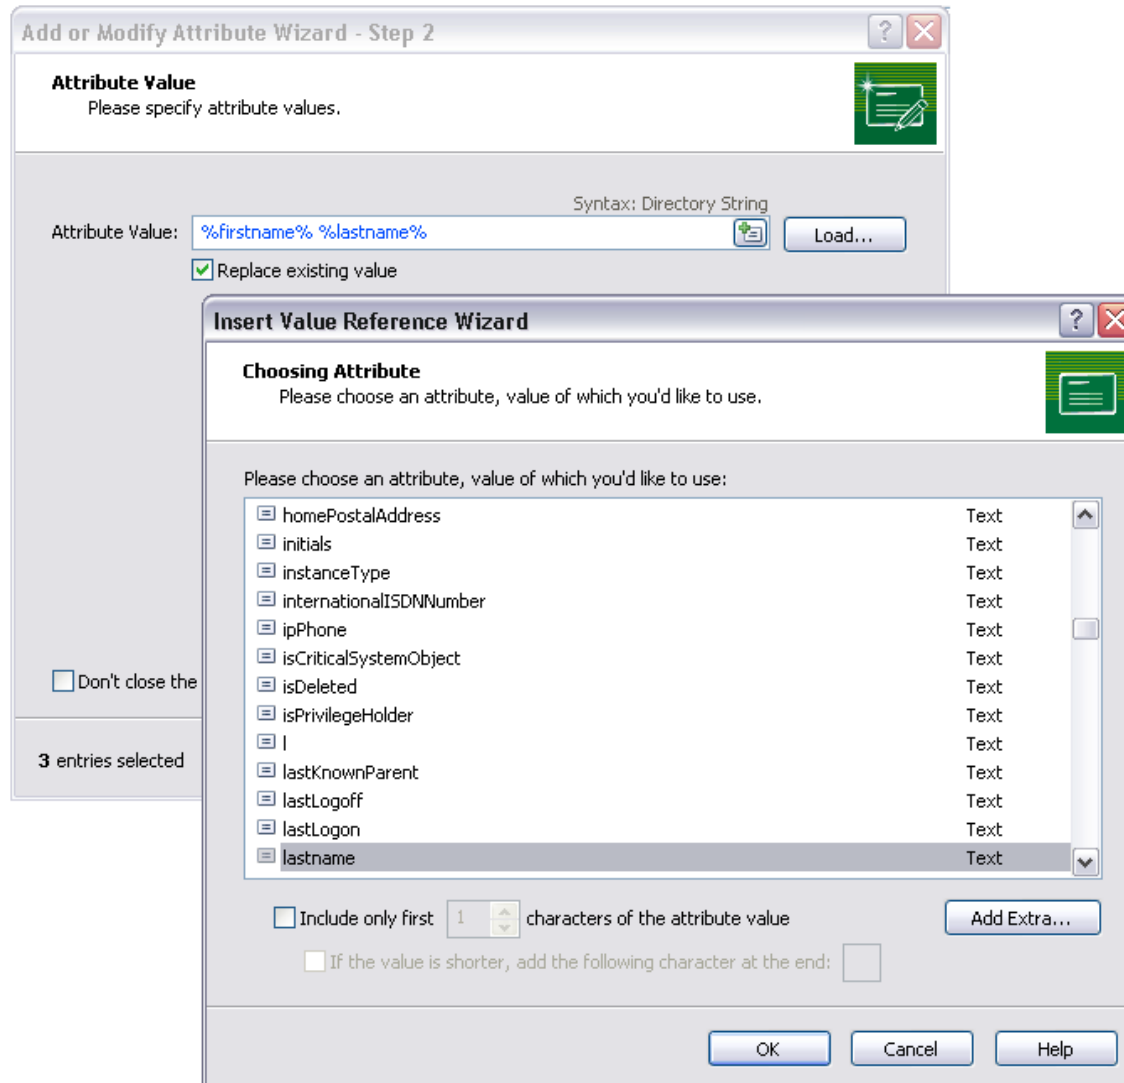 Add or Modify Attribute Wizard - Step 2
Attribute Value
Please specify attribute values.
Syntax: Directory String
Attribute Value: %firstname% %lastname% Load...
Replace existing value
Insert Value Reference Wizard
Choosing Attribute
Please choose an attribute, value of which you'd like to use.
Please choose an attribute, value of which you'd like to use:
homePostalAddress Text
initials Text
instanceType Text
internationalISDNNumber Text
ipPhone Text
isCriticalSystemObject Text
isDeleted Text
isPrivilegeHolder Text
l Text
lastKnownParent Text
lastLogoff Text
lastLogon Text
lastname Text
Don't close the
3 entries selected
Include only first 1 characters of the attribute value Add Extra...
If the value is shorter, add the following character at the end:
OK Cancel Help